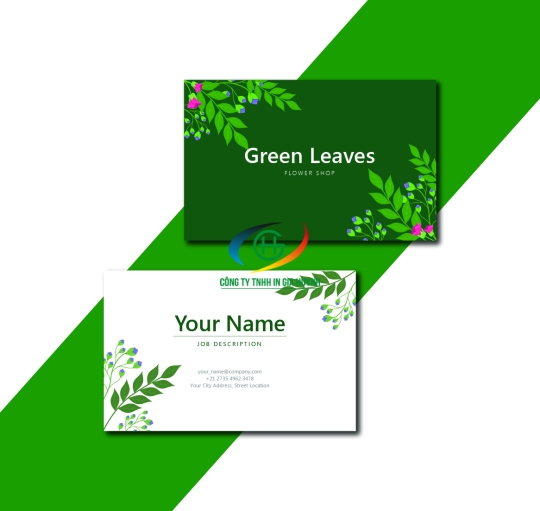 Green Leaves
FLOWER SHOP
CÔNG TY TNHH IN
Your Name
JOB DESCRIPTION
your_name@company.com
+21 2735 4962 3478
Your City Address, Street Location